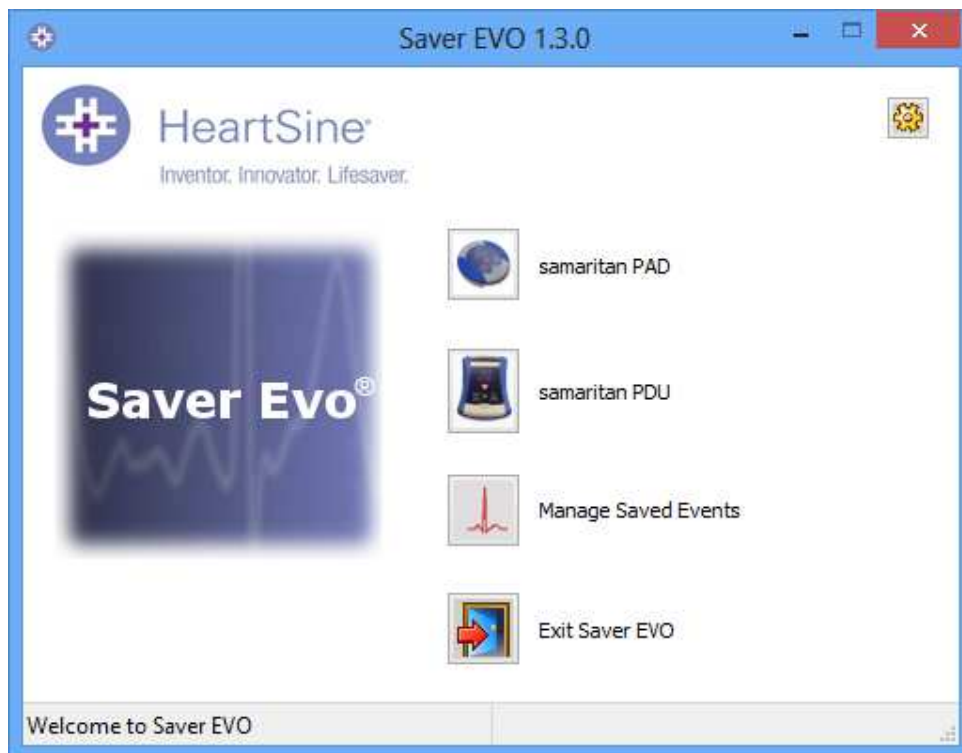 Saver EVO 1.3.0
HeartSine®
Inventor. Innovator. Lifesaver.
samaritan PAD
samaritan PDU
Saver Evo®
Manage Saved Events
Exit Saver EVO
Welcome to Saver EVO